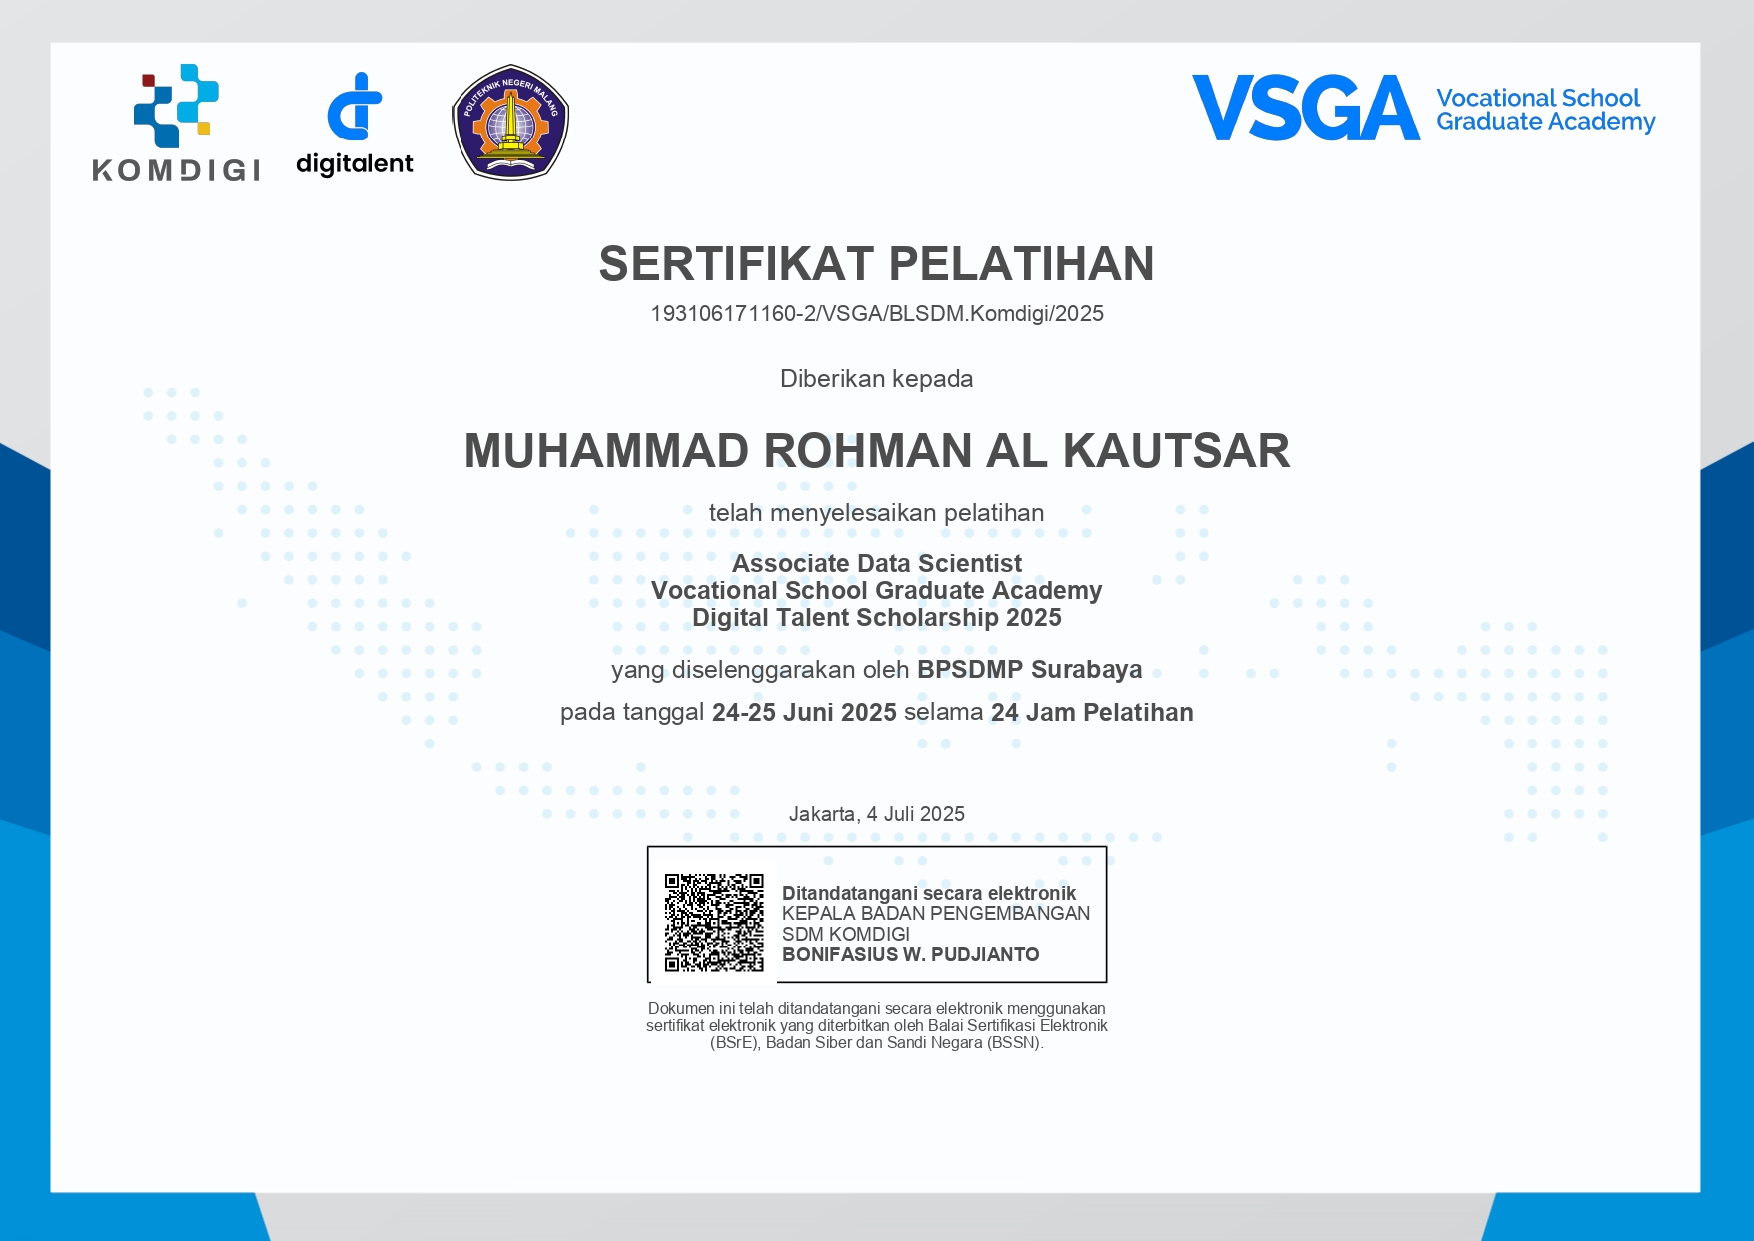 KOMDIGI
digitalent
POLITEKNIK NEGERI MALANG
VSGA
Vocational School
Graduate Academy
SERTIFIKAT PELATIHAN
193106171160-2/VSGA/BLSDM.Komdigi/2025
Diberikan kepada
MUHAMMAD ROHMAN AL KAUTSAR
telah menyelesaikan pelatihan
Associate Data Scientist
Vocational School Graduate Academy
Digital Talent Scholarship 2025
yang diselenggarakan oleh BPSDMP Surabaya
pada tanggal 24-25 Juni 2025 selama 24 Jam Pelatihan
Jakarta, 4 Juli 2025
Ditandatangani secara elektronik
KEPALA BADAN PENGEMBANGAN
SDM KOMDIGI
BONIFASIUS W. PUDJIANTO
Dokumen ini telah ditandatangani secara elektronik menggunakan
sertifikat elektronik yang diterbitkan oleh Balai Sertifikasi Elektronik
(BSrE), Badan Siber dan Sandi Negara (BSSN).